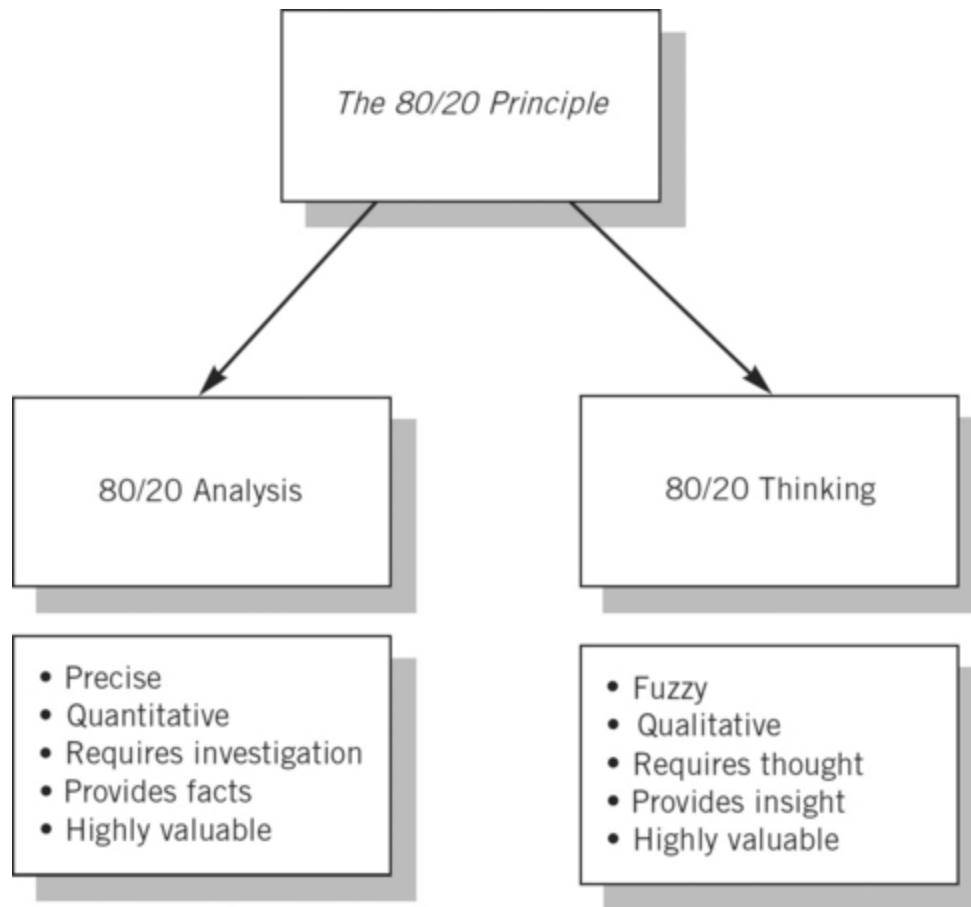 The 80/20 Principle
80/20 Analysis
80/20 Thinking
• Precise
• Quantitative
• Requires investigation
• Provides facts
• Highly valuable
• Fuzzy
• Qualitative
• Requires thought
• Provides insight
• Highly valuable